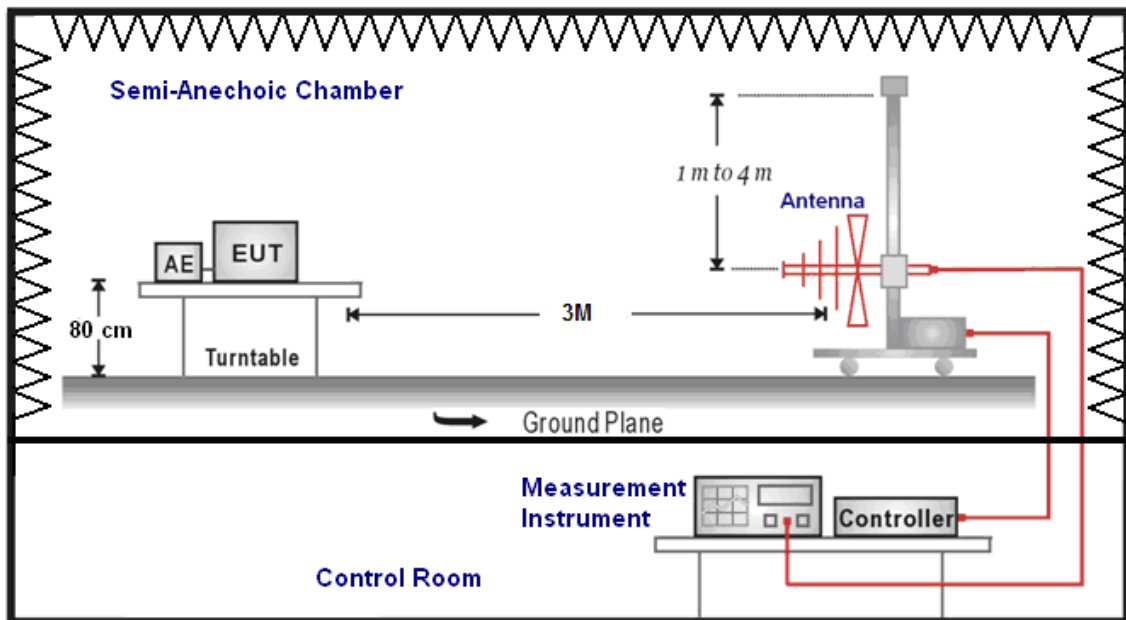 Semi-Anechoic Chamber
1 m to 4 m
Antenna
AE
EUT
80 cm
3M
Turntable
Ground Plane
Measurement
Instrument
Controller
Control Room